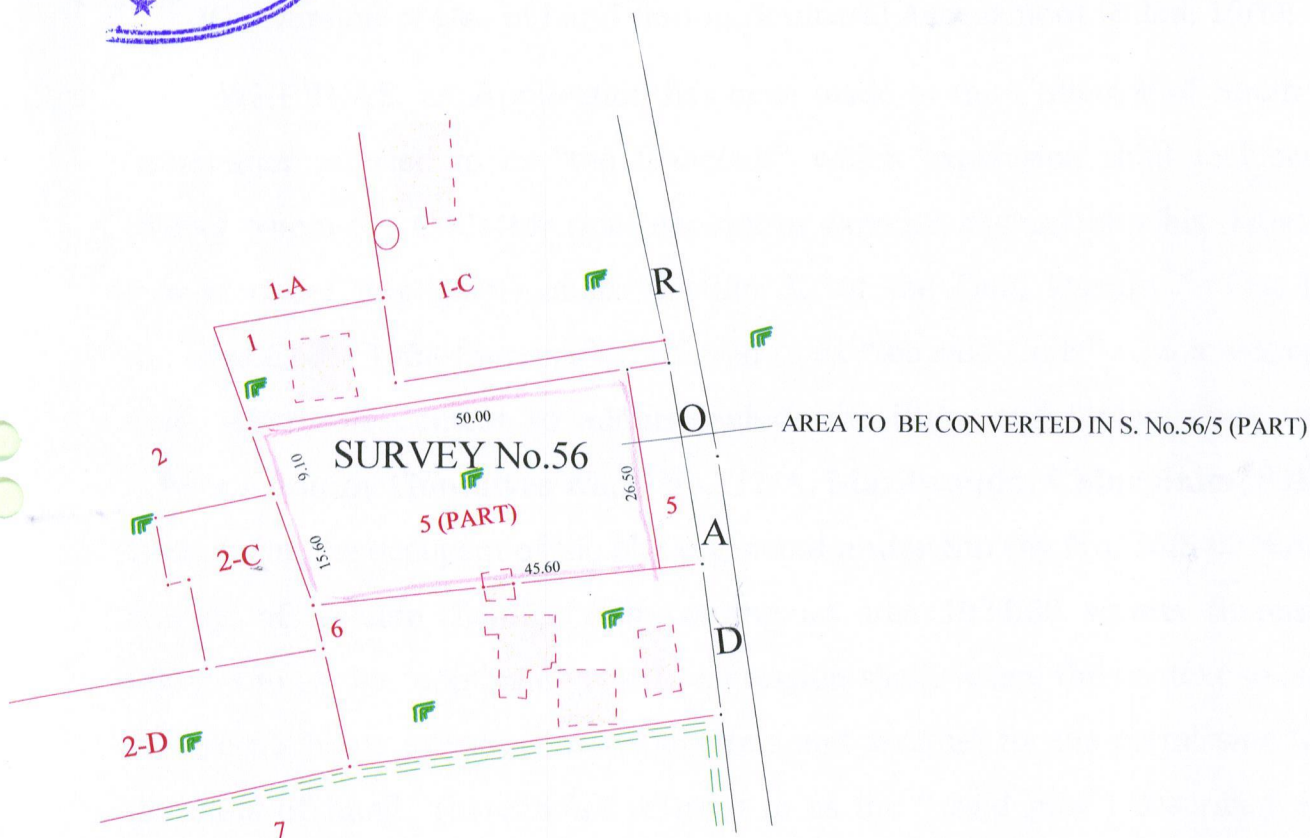 R
1-A
1-C
1
O
50.00
AREA TO BE CONVERTED IN S. No.56/5 (PART)
2
9.10
SURVEY No.56
26.50
5
5 (PART)
A
2-C
15.60
45.60
6
D
2-D
7